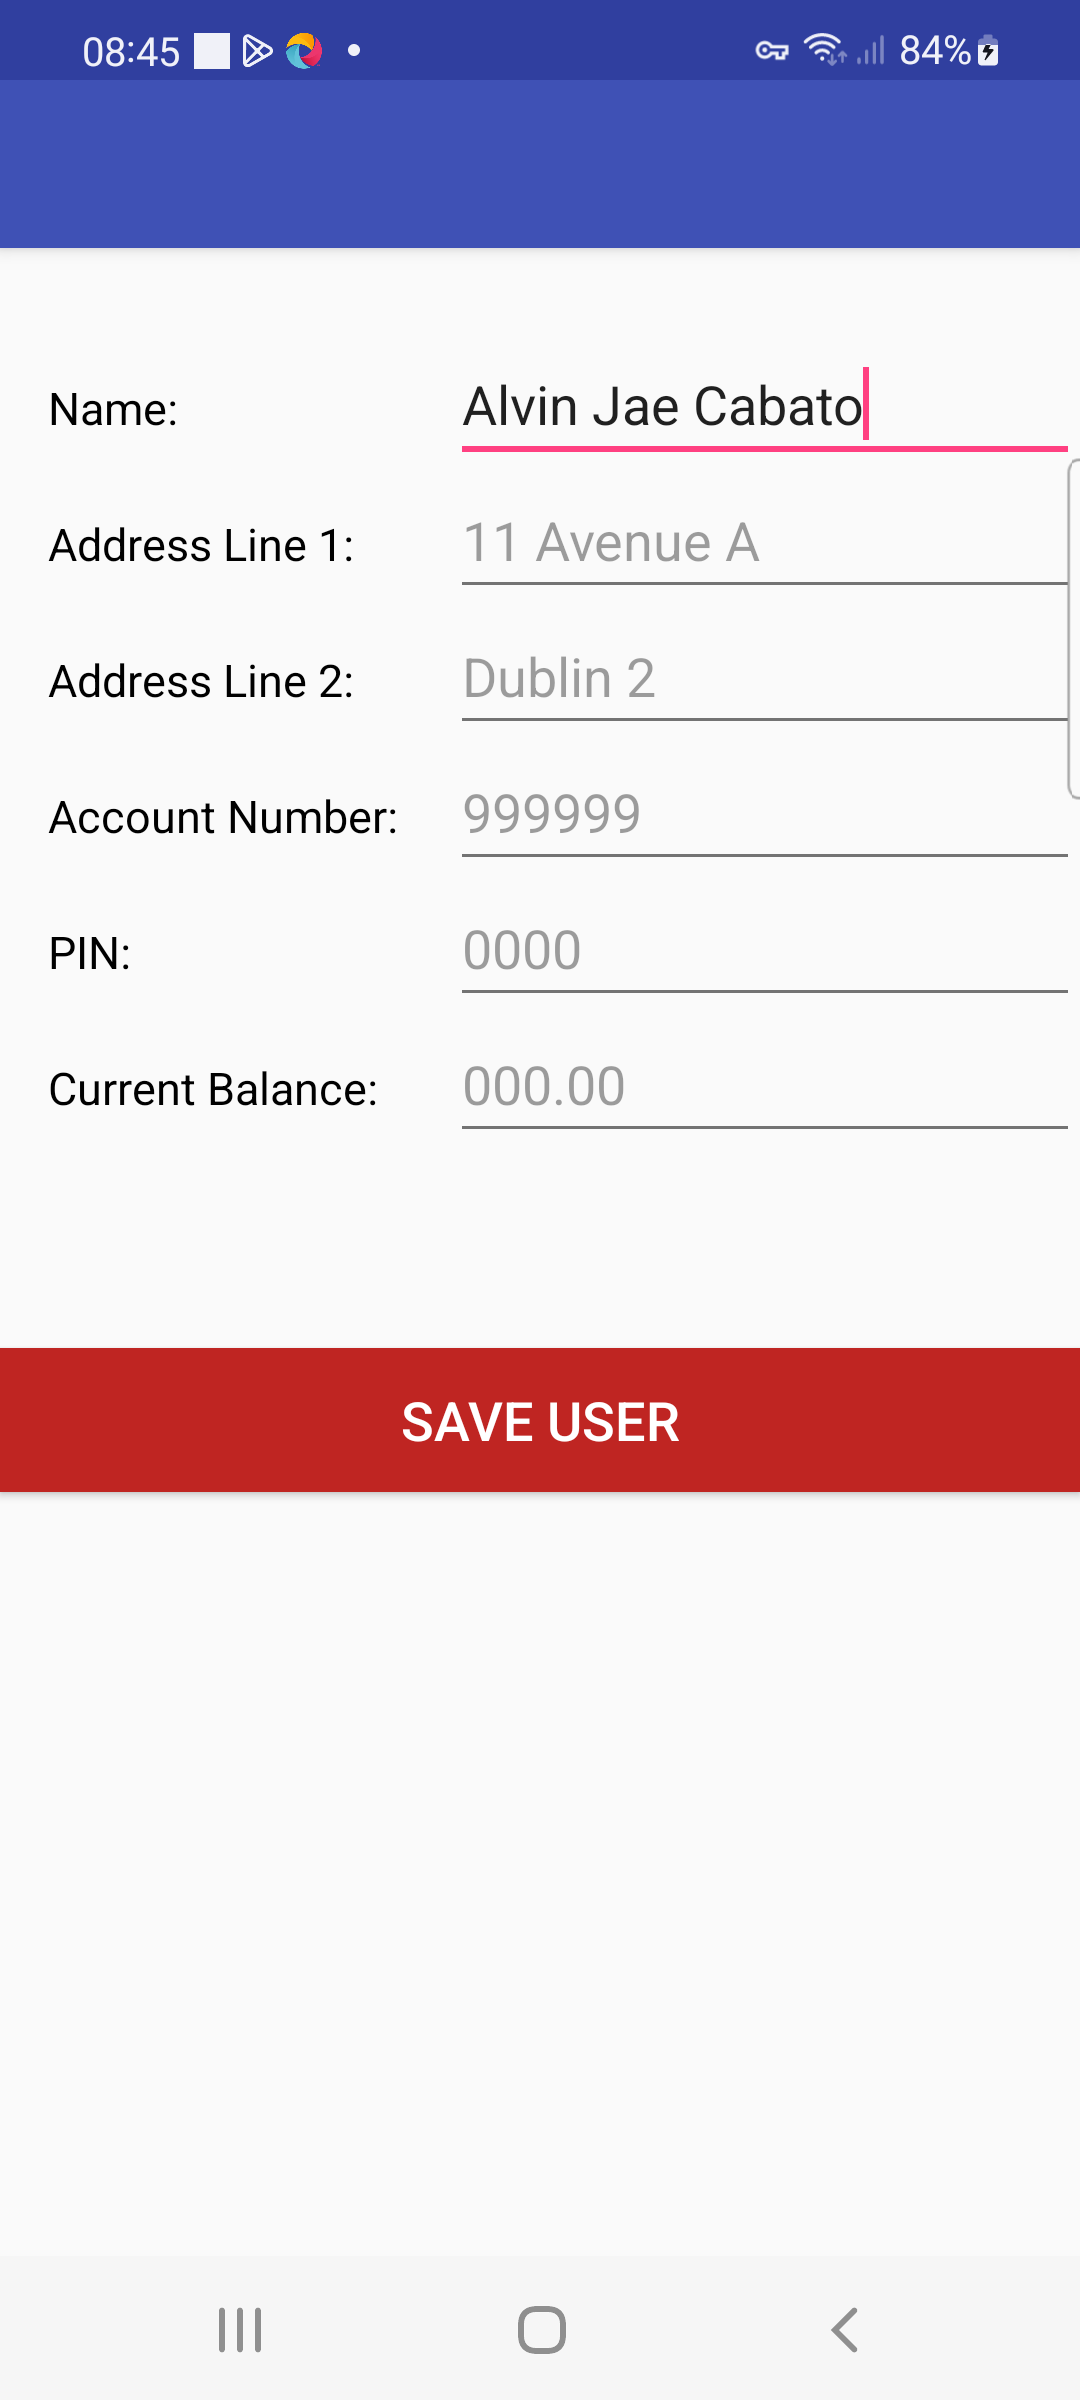 08:45 84%
Name: Alvin Jae Cabato
Address Line 1: 11 Avenue A
Address Line 2: Dublin 2
Account Number: 999999
PIN: 0000
Current Balance: 000.00
SAVE USER